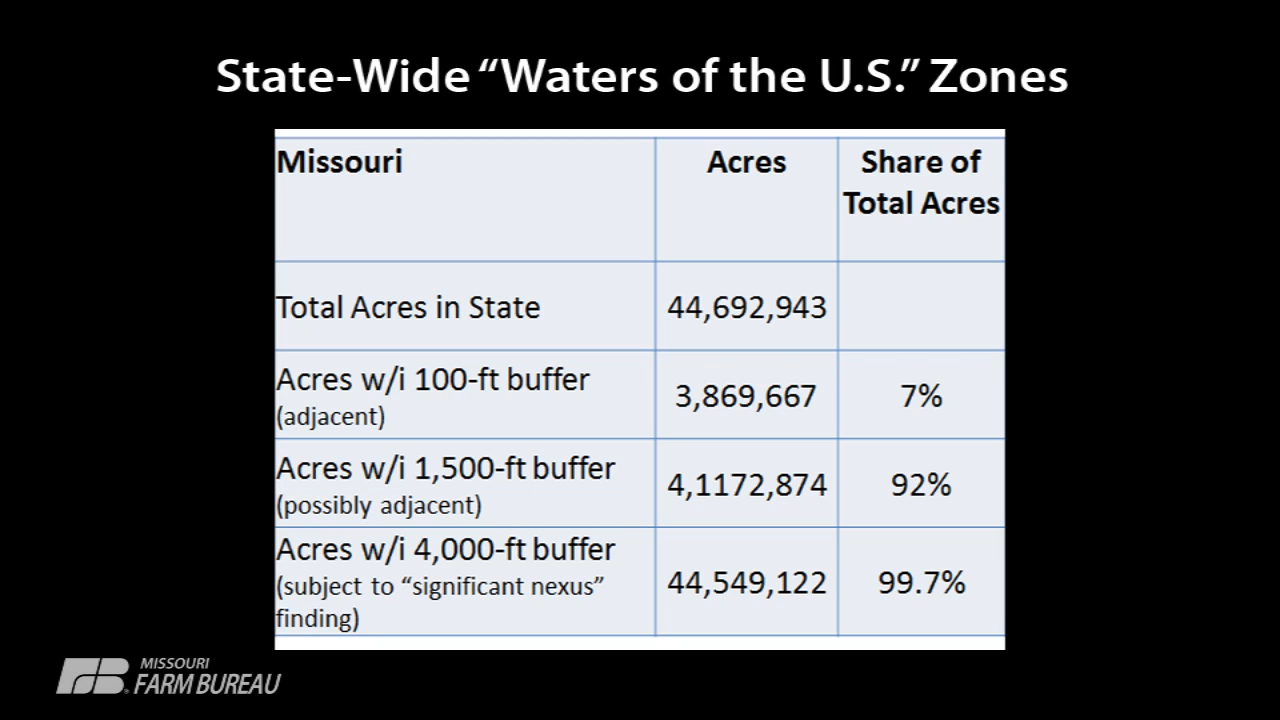 State-Wide “Waters of the U.S.” Zones
Missouri
Acres
Share of
Total Acres
Total Acres in State
44,692,943
Acres w/i 100-ft buffer
(adjacent)
3,869,667
7%
Acres w/i 1,500-ft buffer
(possibly adjacent)
4,1172,874
92%
Acres w/i 4,000-ft buffer
(subject to “significant nexus”
finding)
44,549,122
99.7%
MISSOURI
FARM BUREAU